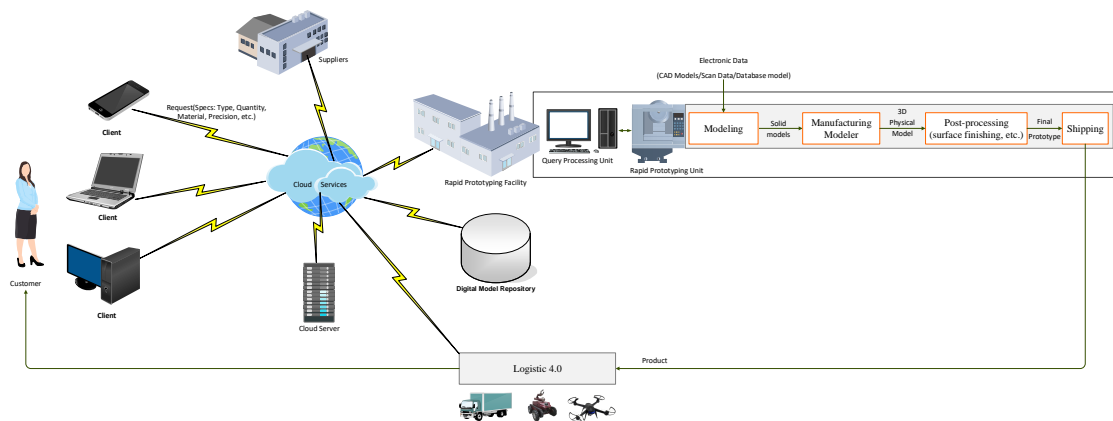 Suppliers
Electronic Data
(CAD Models/Scan Data/Database model)
Request(Specs: Type, Quantity,
Material, Precision, etc.)
Client
Modeling
Solid
models
Manufacturing
Modeler
3D
Physical
Model
Post-processing
(surface finishing, etc.)
Final
Prototype
Shipping
Query Processing Unit
Rapid Prototyping Unit
Rapid Prototyping Facility
Cloud Services
Client
Customer
Client
Digital Model Repository
Cloud Server
Product
Logistic 4.0